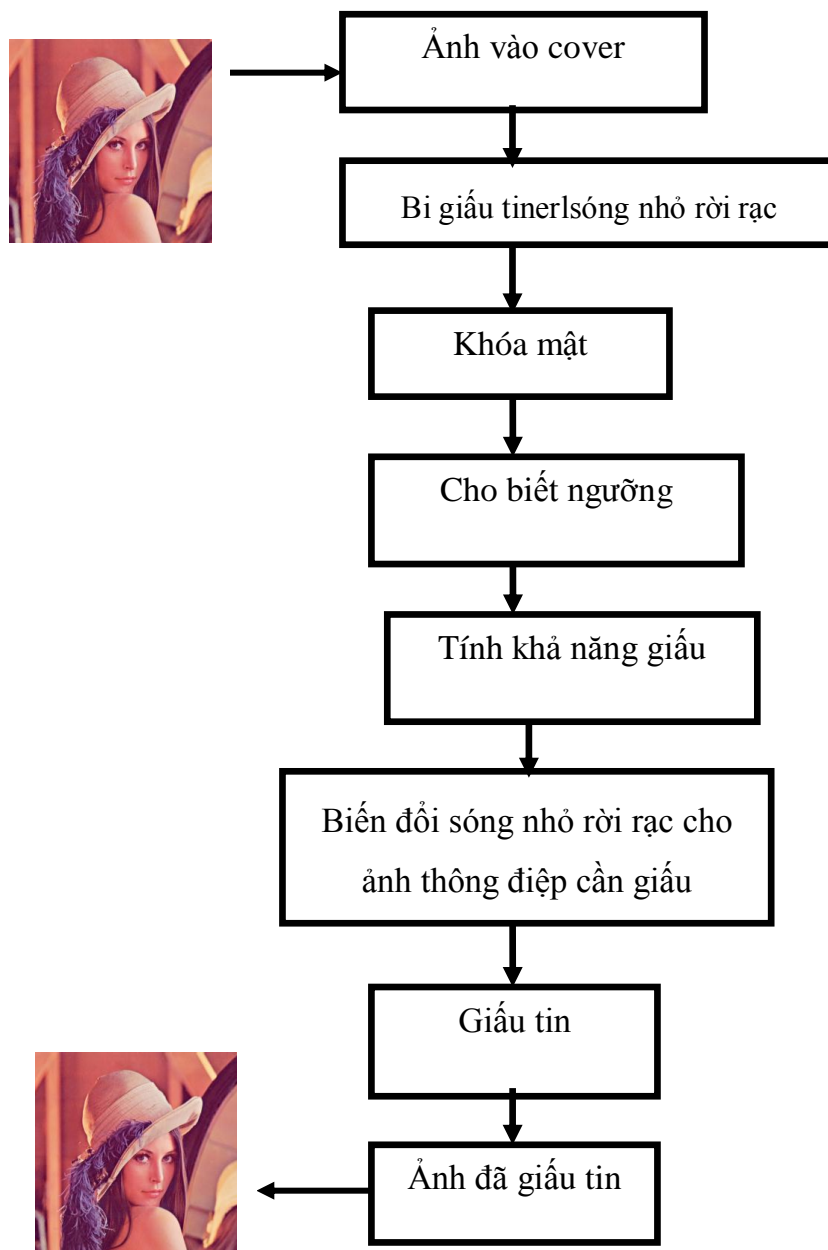 Ảnh vào cover
Bi giấu tinerlsóng nhỏ rời rạc
Khóa mật
Cho biết ngưỡng
Tính khả năng giấu
Biến đổi sóng nhỏ rời rạc cho
ảnh thông điệp cần giấu
Giấu tin
Ảnh đã giấu tin